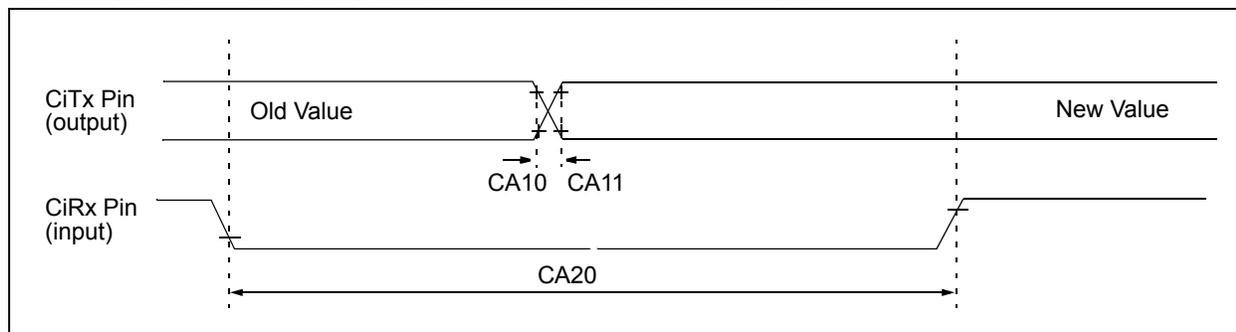 CiTx Pin
(output)
Old Value
New Value
CA10 CA11
CiRx Pin
(input)
CA20